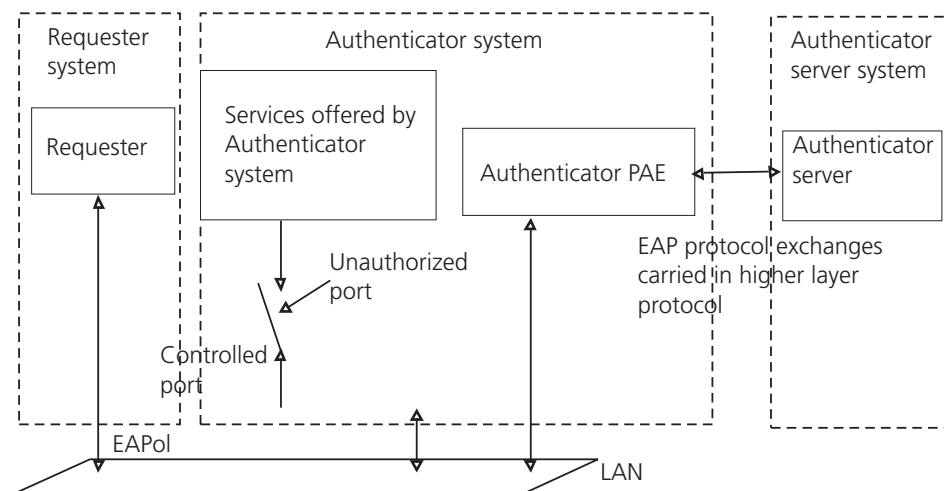 Requester
system
Authenticator system
Authenticator
server system
Requester
Services offered by
Authenticator
system
Authenticator PAE
Authenticator
server
EAP protocol exchanges
carried in higher layer
protocol
Unauthorized
port
Controlled
port
EAPol
LAN